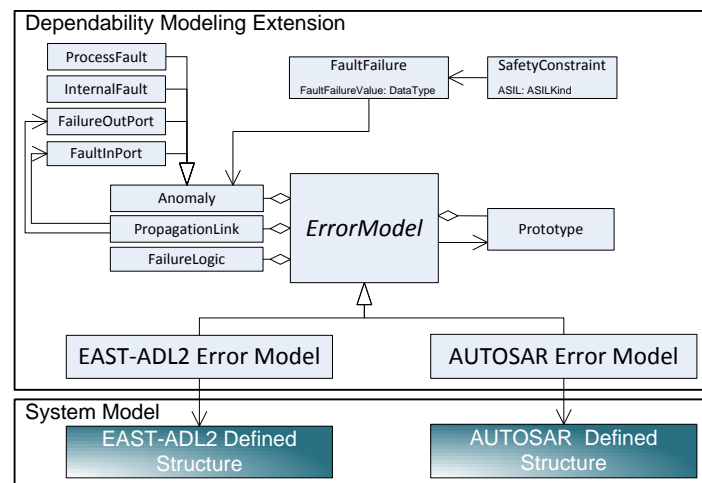 Dependability Modeling Extension
ProcessFault
InternalFault
FailureOutPort
FaultInPort
FaultFailure
FaultFailureValue: DataType
SafetyConstraint
ASIL: ASILKind
Anomaly
PropagationLink
FailureLogic
ErrorModel
Prototype
EAST-ADL2 Error Model
AUTOSAR Error Model
System Model
EAST-ADL2 Defined
Structure
AUTOSAR Defined
Structure